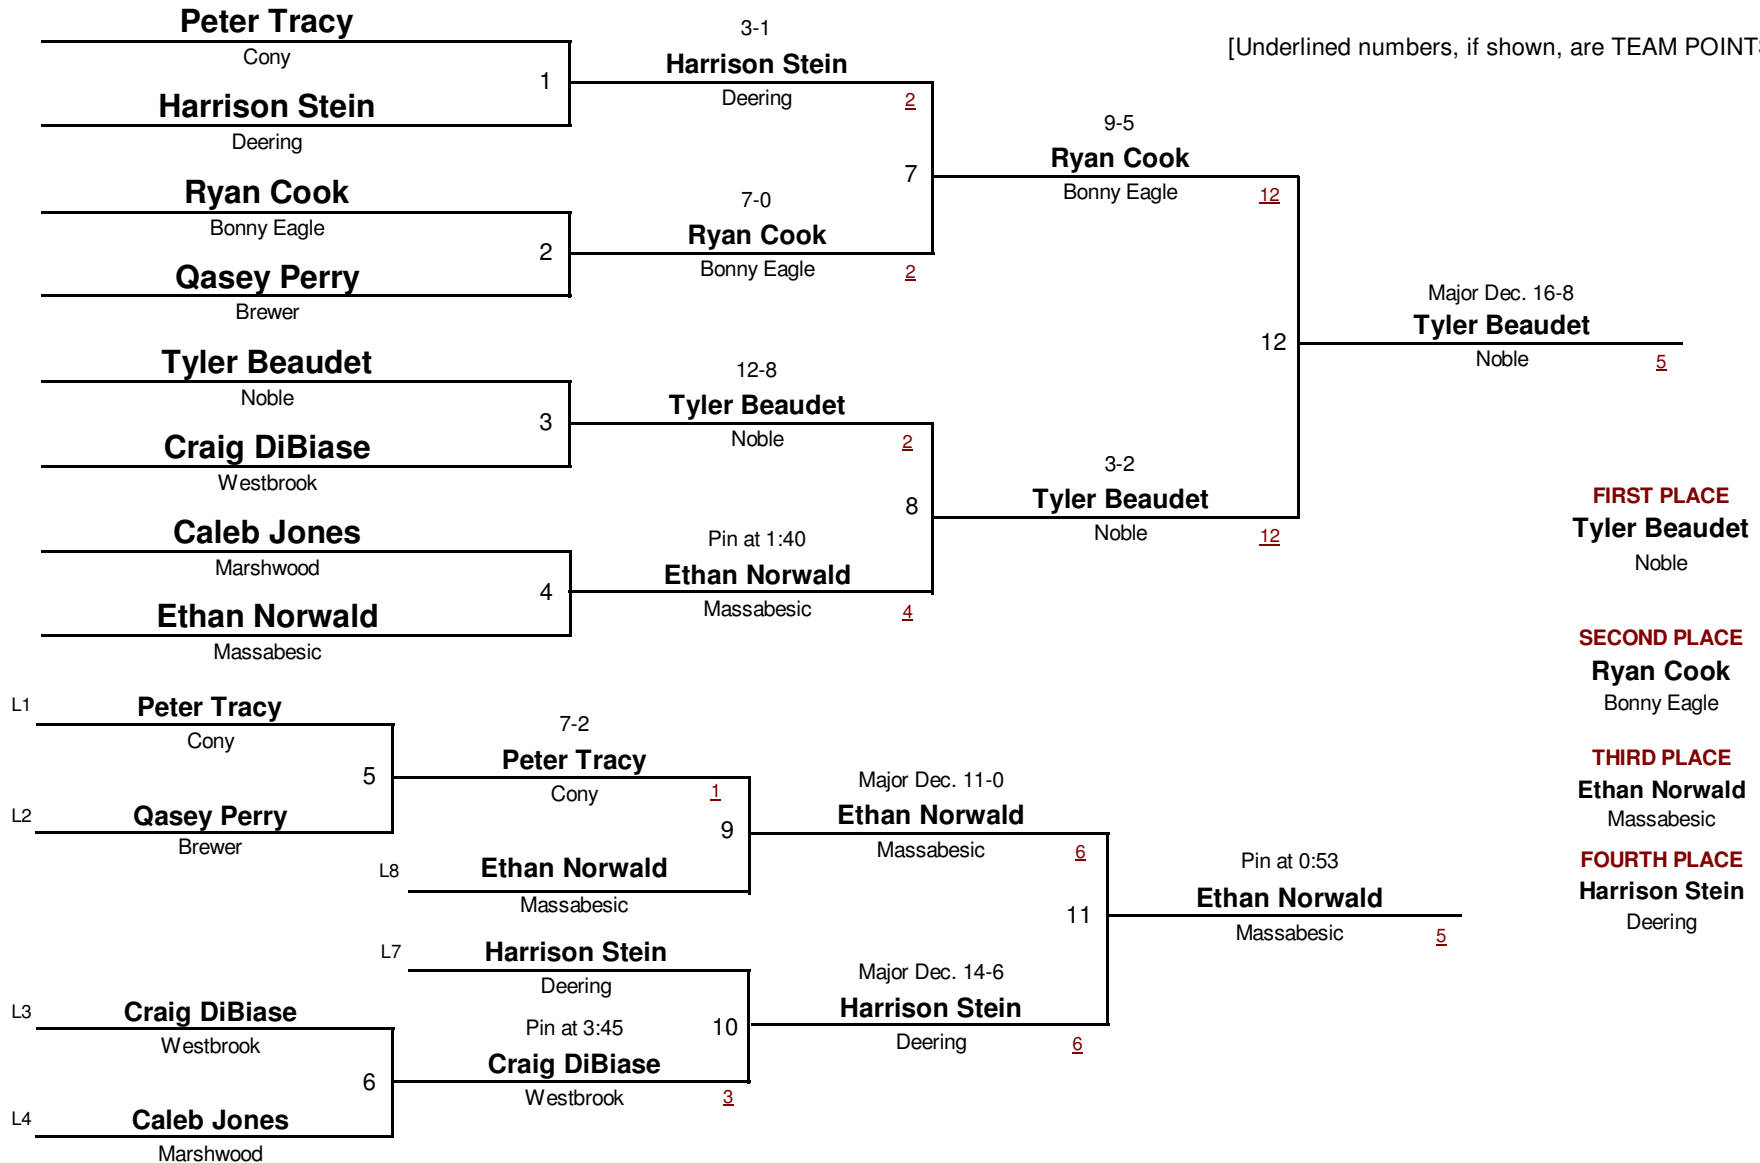 [Underlined numbers, if shown, are TEAM POINTS
Peter Tracy
Cony
1
Harrison Stein
Deering
3-1
Harrison Stein
Deering
2
Ryan Cook
Bonny Eagle
2
Qasey Perry
Brewer
7-0
Ryan Cook
Bonny Eagle
2
7
9-5
Ryan Cook
Bonny Eagle
12
Tyler Beaudet
Noble
3
Craig DiBiase
Westbrook
12-8
Tyler Beaudet
Noble
2
Caleb Jones
Marshwood
4
Ethan Norwald
Massabesic
Pin at 1:40
Ethan Norwald
Massabesic
4
8
3-2
Tyler Beaudet
Noble
12
12
Major Dec. 16-8
Tyler Beaudet
Noble
5
L1
Peter Tracy
Cony
5
L2
Qasey Perry
Brewer
7-2
Peter Tracy
Cony
1
9
L8
Ethan Norwald
Massabesic
Major Dec. 11-0
Ethan Norwald
Massabesic
6
L7
Harrison Stein
Deering
10
L3
Craig DiBiase
Westbrook
6
L4
Caleb Jones
Marshwood
Pin at 3:45
Craig DiBiase
Westbrook
3
Major Dec. 14-6
Harrison Stein
Deering
6
11
Pin at 0:53
Ethan Norwald
Massabesic
5
FIRST PLACE
Tyler Beaudet
Noble
SECOND PLACE
Ryan Cook
Bonny Eagle
THIRD PLACE
Ethan Norwald
Massabesic
FOURTH PLACE
Harrison Stein
Deering